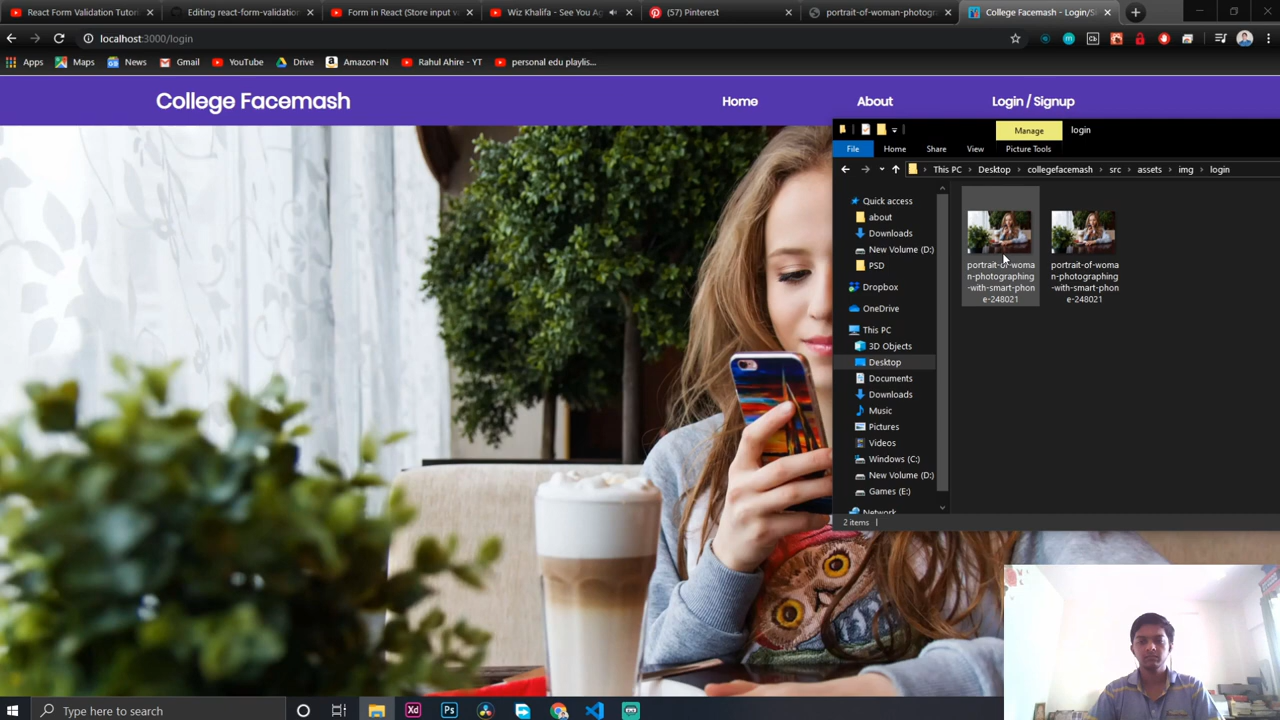 React Form Validation Tutori
Editing react-form-validation
Form in React (Store input v
Wiz Khalifa - See You Ag
(57) Pinterest
portrait-of-woman-photogr
College Facemash - Login/Si
localhost:3000/login
Apps
Maps
News
Gmail
YouTube
Drive
Amazon-IN
Rahul Ahire - YT
personal edu playlis...
College Facemash
Home
About
Login / Signup
Manage
login
File
Home
Share
View
Picture Tools
This PC
Desktop
collegefacemash
src
assets
img
login
Quick access
about
Downloads
New Volume (D:)
PSD
Dropbox
OneDrive
This PC
3D Objects
Desktop
Documents
Downloads
Music
Pictures
Videos
Windows (C:)
New Volume (D:)
Games (E:)
Network
portrait-of-woma
n-photographing
-with-smart-phon
e-248021
portrait-of-woma
n-photographing
-with-smart-phon
e-248021
2 items
Type here to search